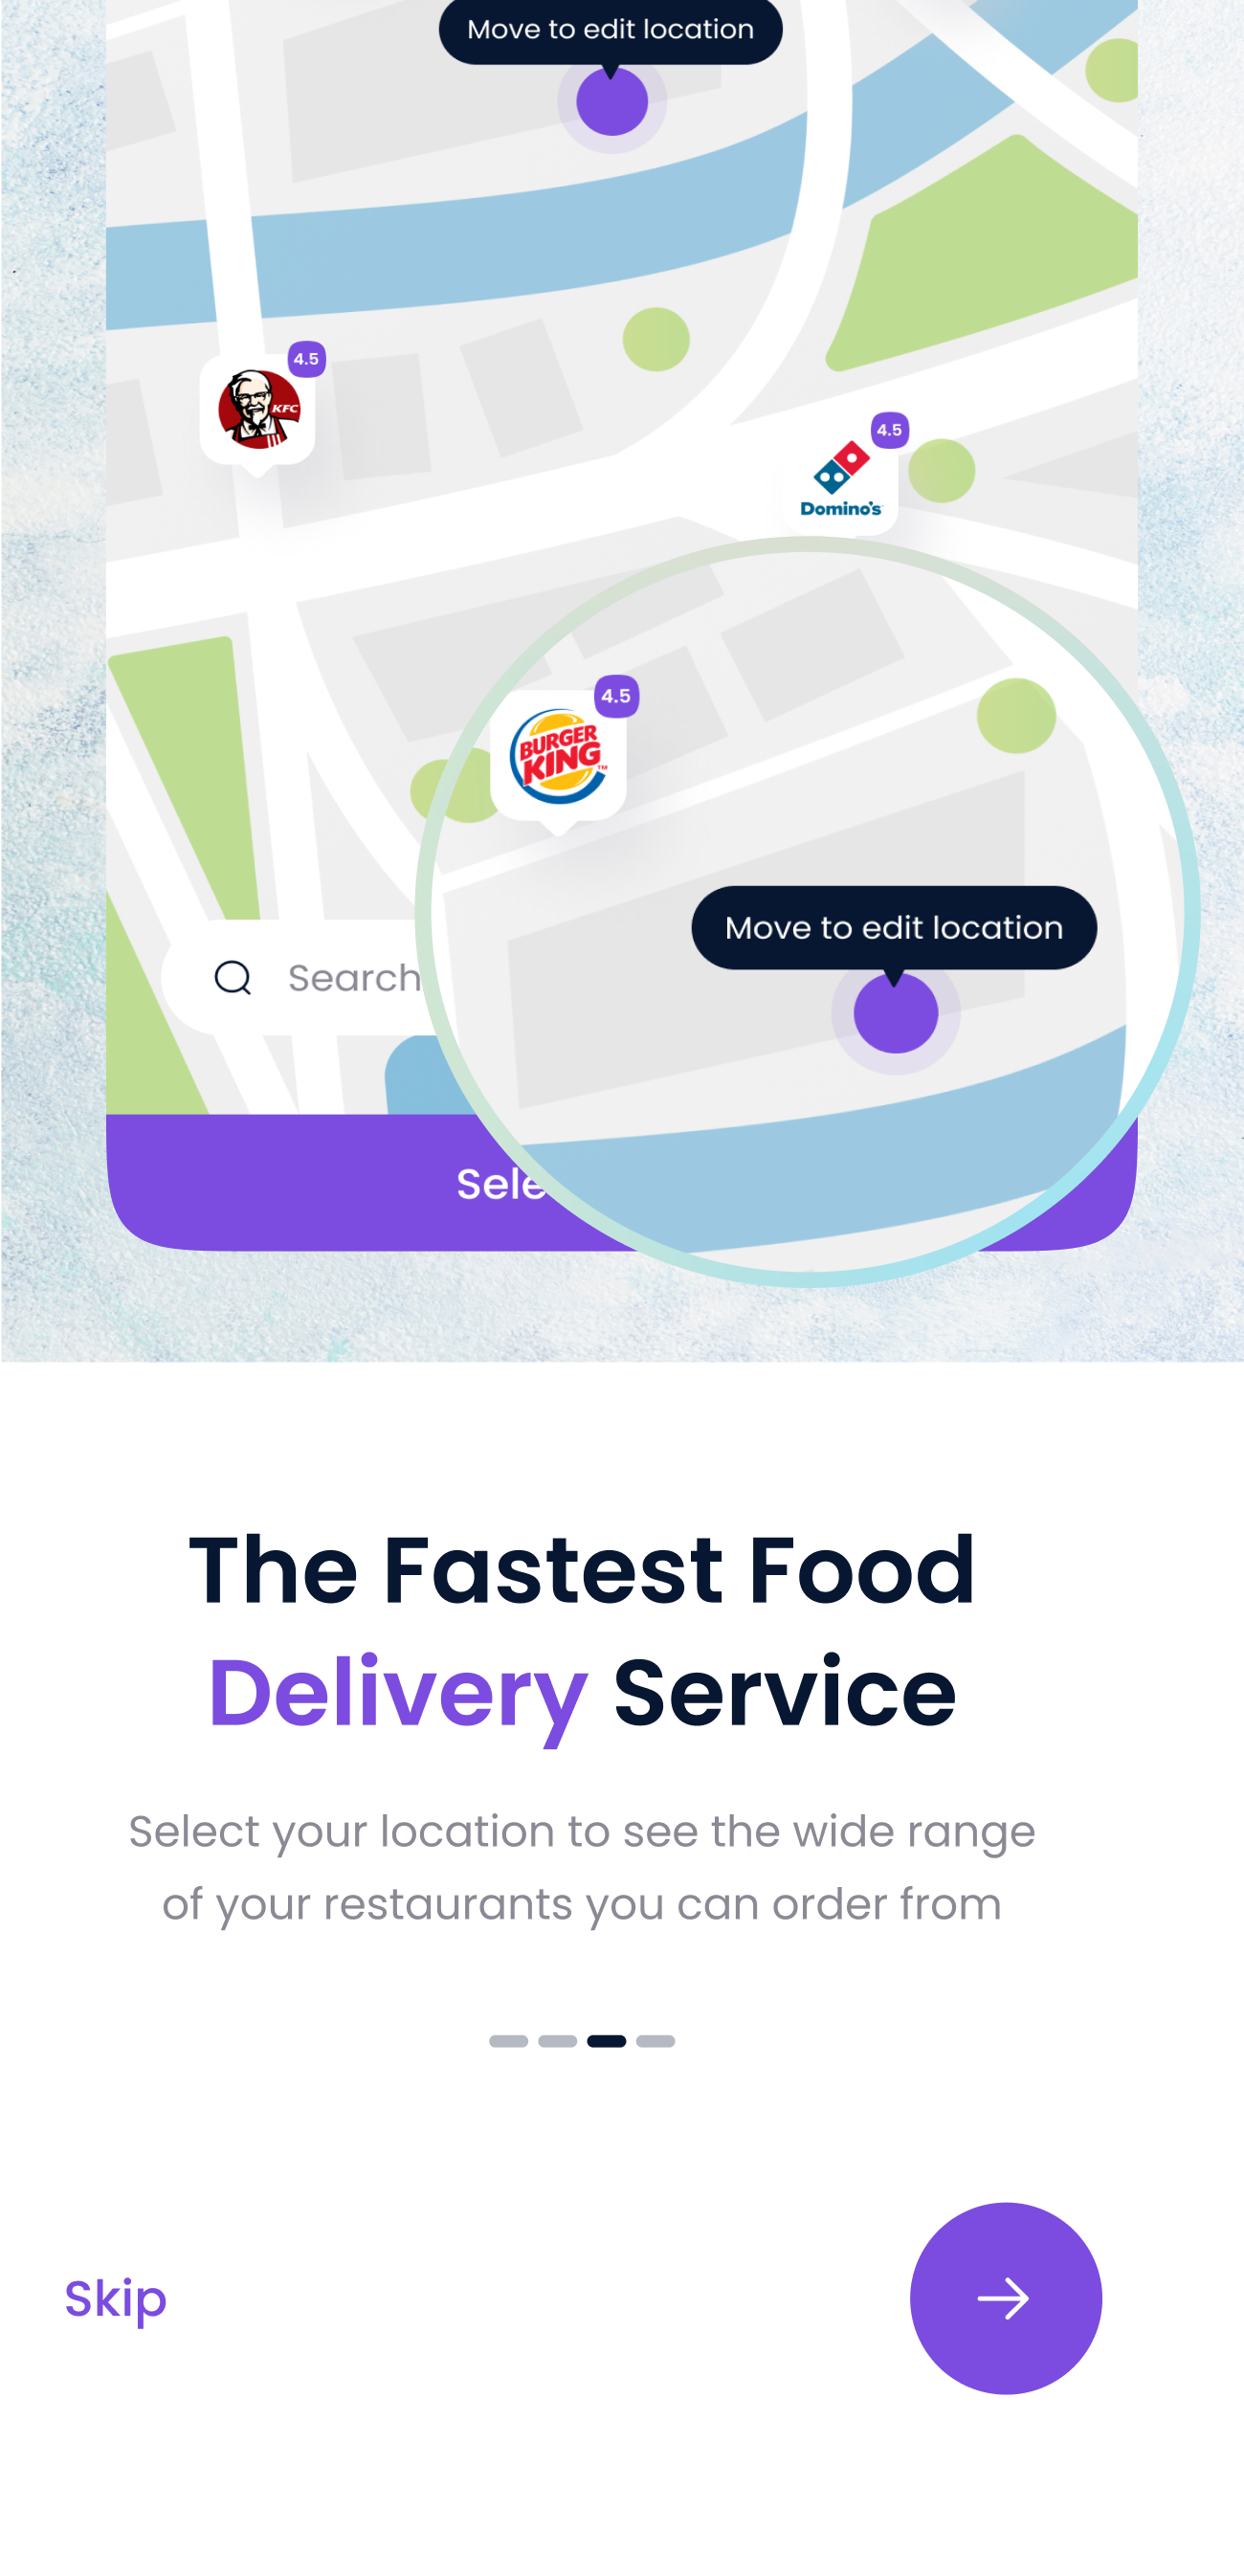 Move to edit location
4.5
KFC
4.5
Domino's
4.5
BURGER
KING™
Move to edit location
Search
Sele
The Fastest Food
Delivery Service
Select your location to see the wide range
of your restaurants you can order from
Skip